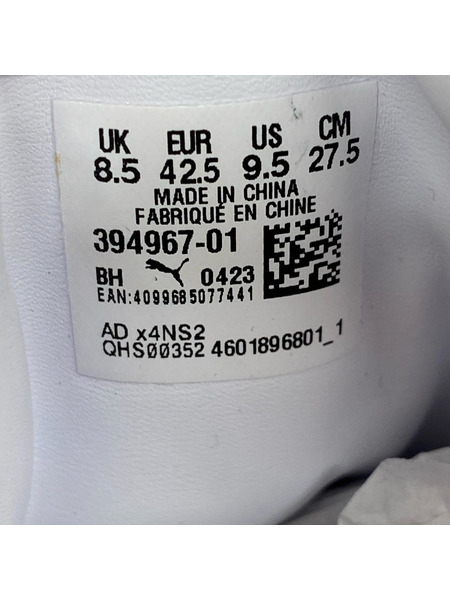 UK EUR US CM
8.5 42.5 9.5 27.5
MADE IN CHINA
FABRIQUÉ EN CHINE
394967-01
BH 0423
EAN:4099685077441
AD x4NS2
QHS00352 4601896801_1